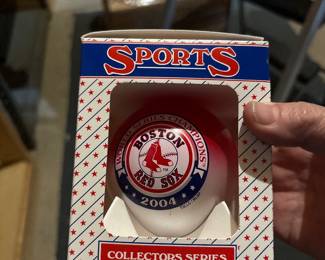 SPORTS
WORLD SERIES CHAMPIONS
BOSTON
RED SOX
2004
COLLECTORS SERIES